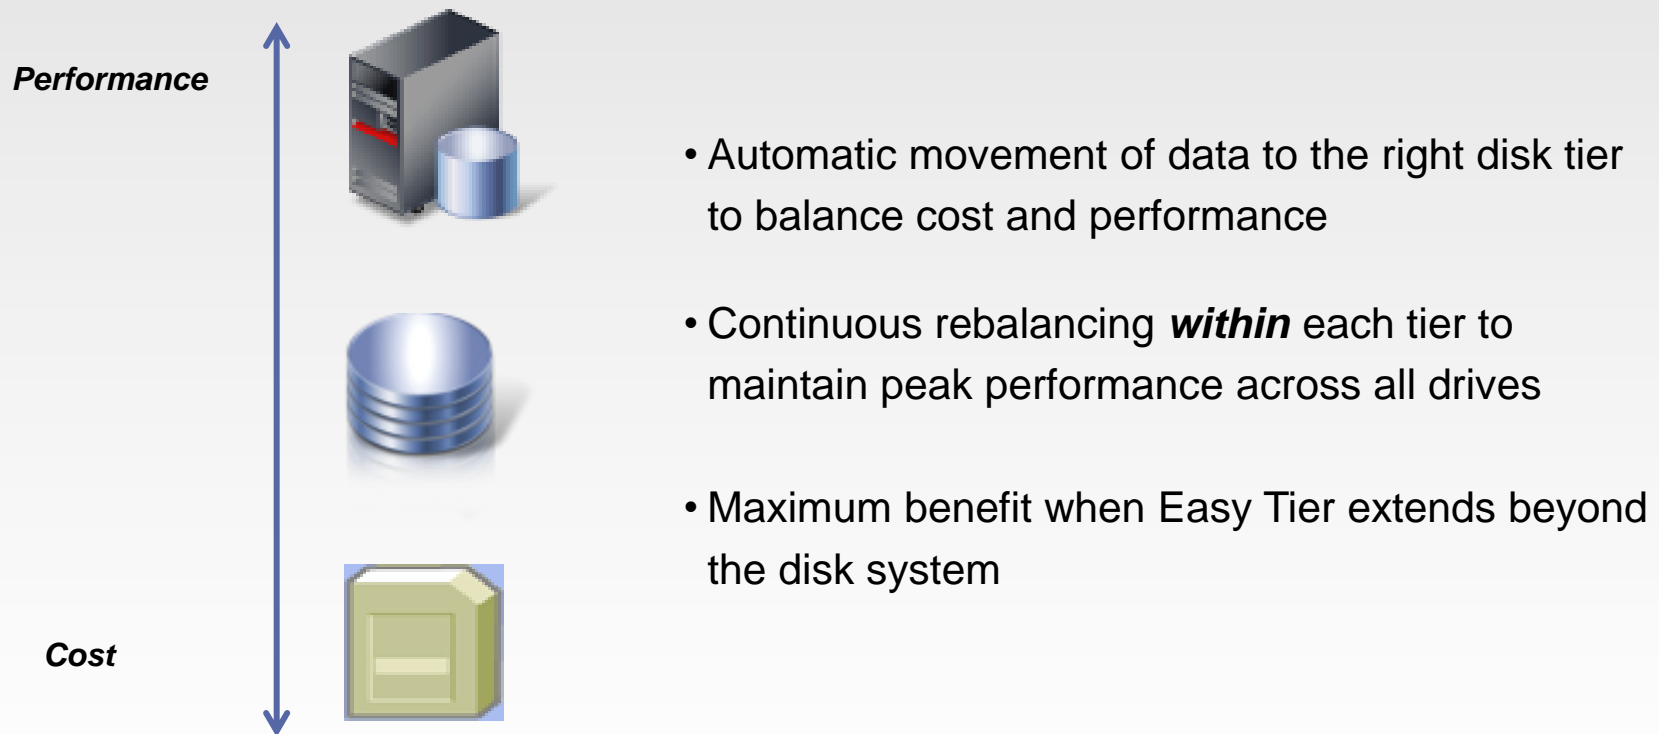 Performance
• Automatic movement of data to the right disk tier
to balance cost and performance
• Continuous rebalancing within each tier to
maintain peak performance across all drives
• Maximum benefit when Easy Tier extends beyond
the disk system
Cost